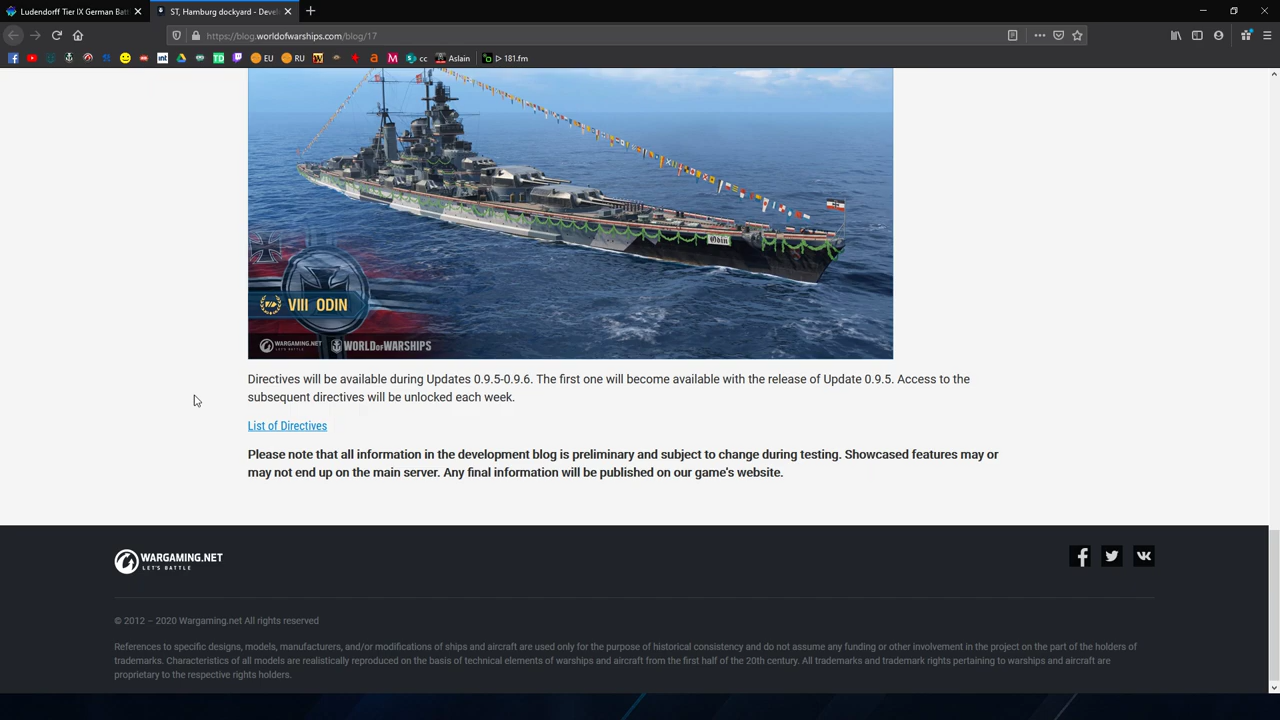 Ludendorff Tier IX German Bat
ST, Hamburg dockyard - Devel
https://blog.worldofwarships.com/blog/17
int
TD
EU
RU
W
a
M
cc
Aslain
181.fm
Odin
VIII ODIN
WARGAMING.NET
LET'S BATTLE
WORLD OF WARSHIPS
Directives will be available during Updates 0.9.5-0.9.6. The first one will become available with the release of Update 0.9.5. Access to the
subsequent directives will be unlocked each week.
List of Directives
Please note that all information in the development blog is preliminary and subject to change during testing. Showcased features may or
may not end up on the main server. Any final information will be published on our game's website.
WARGAMING.NET
LET'S BATTLE
© 2012 – 2020 Wargaming.net All rights reserved
References to specific designs, models, manufacturers, and/or modifications of ships and aircraft are used only for the purpose of historical consistency and do not assume any funding or other involvement in the project on the part of the holders of
trademarks. Characteristics of all models are realistically reproduced on the basis of technical elements of warships and aircraft from the first half of the 20th century. All trademarks and trademark rights pertaining to warships and aircraft are
proprietary to the respective rights holders.